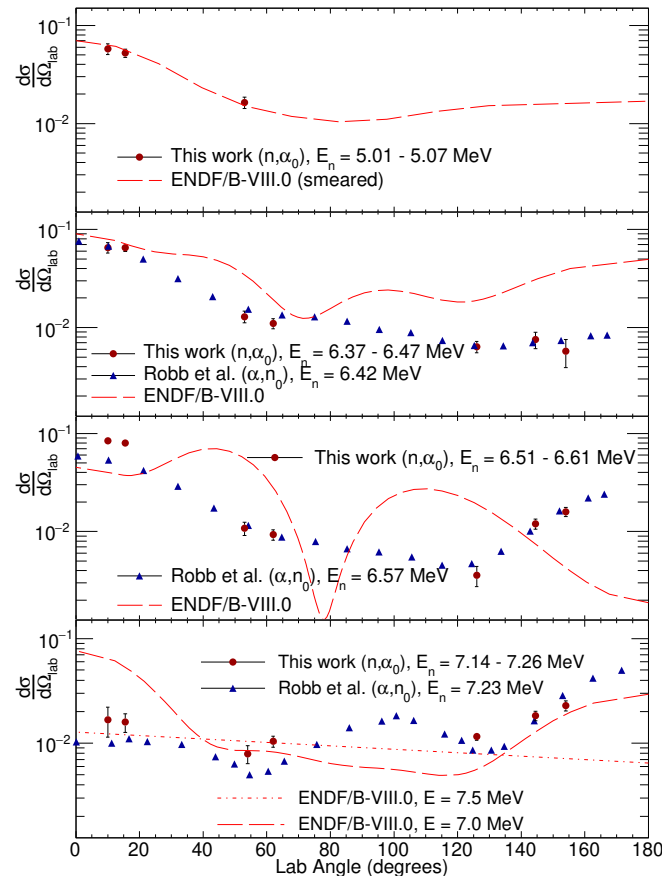 10⁻¹
dσ
dΩ_lab
10⁻²
This work (n,α₀), Eₙ = 5.01 - 5.07 MeV
ENDF/B-VIII.0 (smeared)
10⁻¹
dσ
dΩ_lab
10⁻²
This work (n,α₀), Eₙ = 6.37 - 6.47 MeV
Robb et al. (α,n₀), Eₙ = 6.42 MeV
ENDF/B-VIII.0
10⁻¹
dσ
dΩ_lab
This work (n,α₀), Eₙ = 6.51 - 6.61 MeV
10⁻²
Robb et al. (α,n₀), Eₙ = 6.57 MeV
ENDF/B-VIII.0
10⁻¹
dσ
dΩ_lab
This work (n,α₀), Eₙ = 7.14 - 7.26 MeV
Robb et al. (α,n₀), Eₙ = 7.23 MeV
10⁻²
ENDF/B-VIII.0, E = 7.5 MeV
ENDF/B-VIII.0, E = 7.0 MeV
0 20 40 60 80 100 120 140 160 180
Lab Angle (degrees)